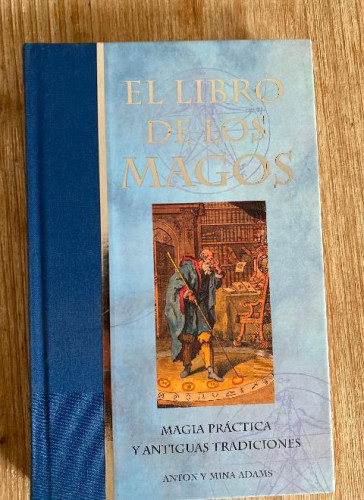 EL LIBRO
DE LOS
MAGOS
MAGIA PRÁCTICA
Y ANTIGUAS TRADICIONES
ANTON Y MINA ADAMS